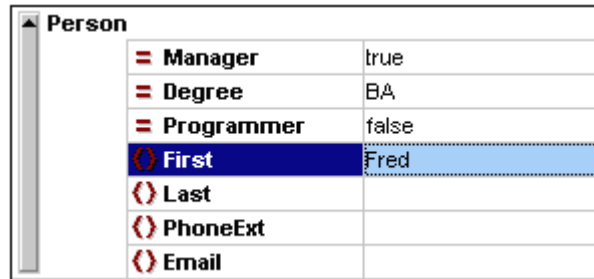 Person
= Manager true
= Degree BA
= Programmer false
<> First Fred
<> Last
<> PhoneExt
<> Email